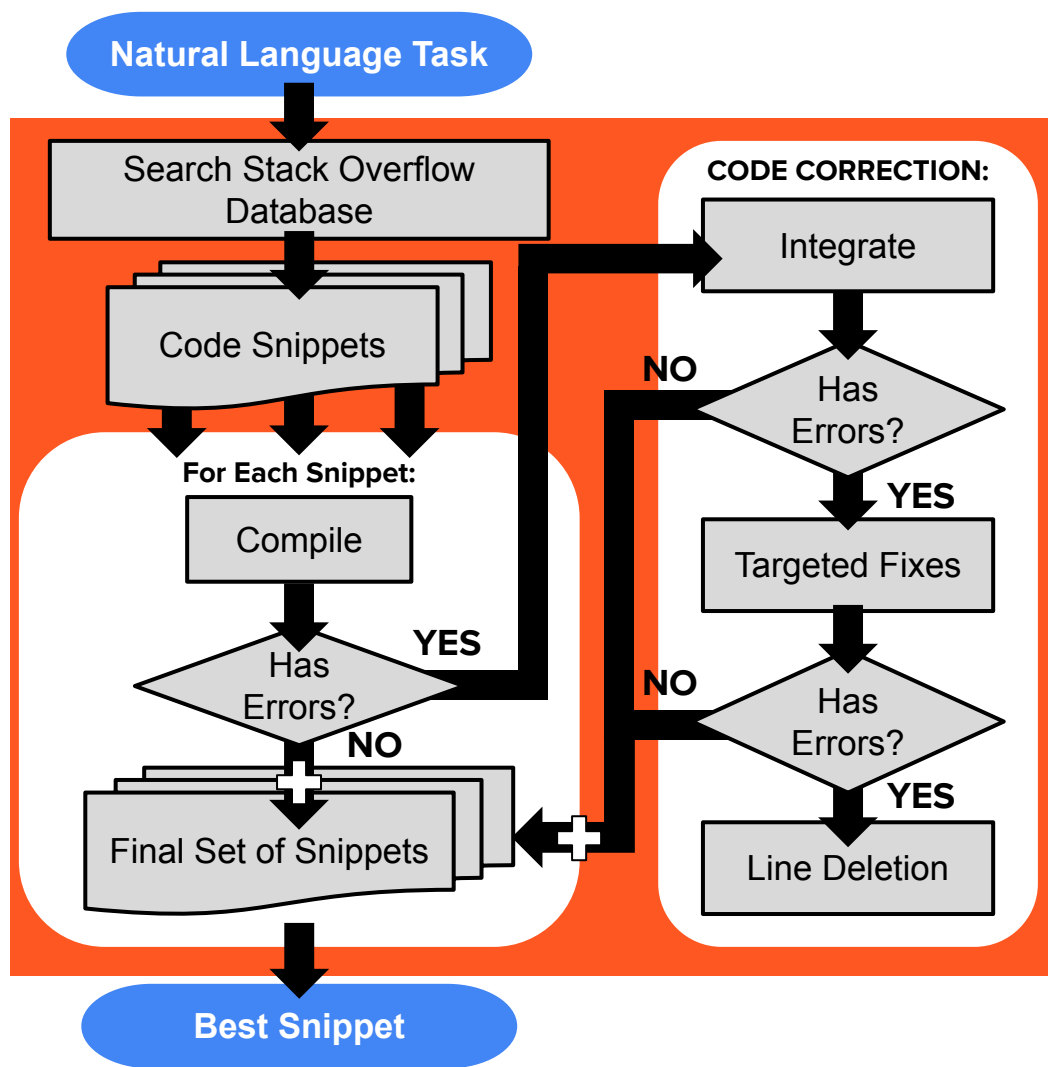 Natural Language Task
Search Stack Overflow
Database
Code Snippets
For Each Snippet:
Compile
Has
Errors?
YES
NO
Final Set of Snippets
Best Snippet
CODE CORRECTION:
Integrate
Has
Errors?
NO
YES
Targeted Fixes
Has
Errors?
NO
YES
Line Deletion